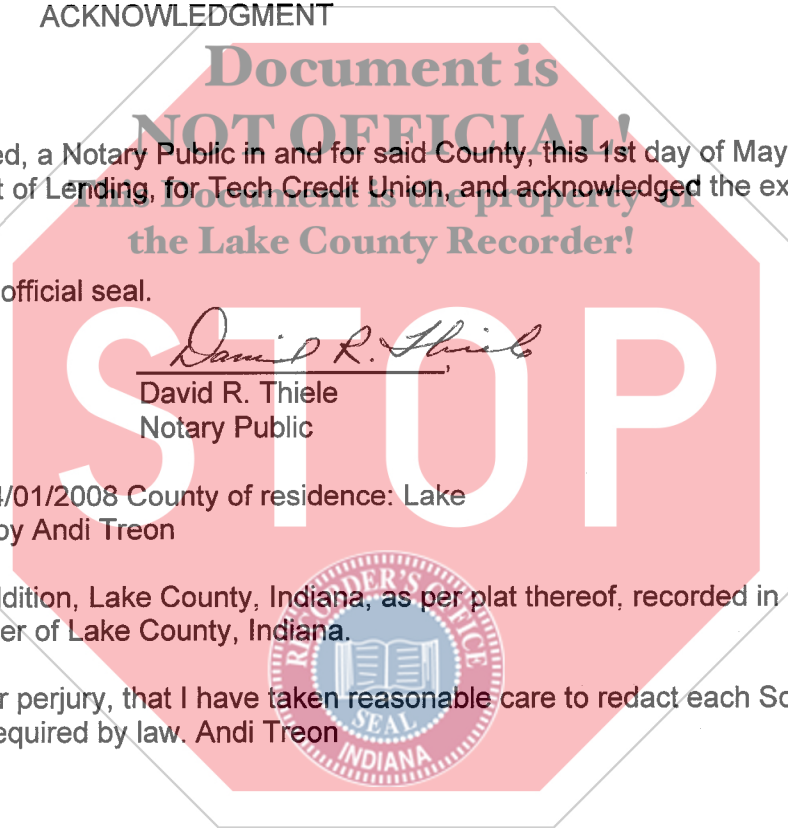 ACKNOWLEDGMENT
Document is
NOT OFFICIAL!
ed, a Notary Public in and for said County, this 1st day of May
t of Lending, for Tech Credit Union, and acknowledged the ex
This Document is the property of
the Lake County Recorder!
official seal.
STOP
David R. Thiele,
David R. Thiele
Notary Public
4/01/2008 County of residence: Lake
by Andi Treon
RECORDER'S OFFICE
ddition, Lake County, Indiana, as per plat thereof, recorded in
er of Lake County, Indiana.
r perjury, that I have taken reasonable care to redact each So
equired by law. Andi Treon
SEAL
INDIANA